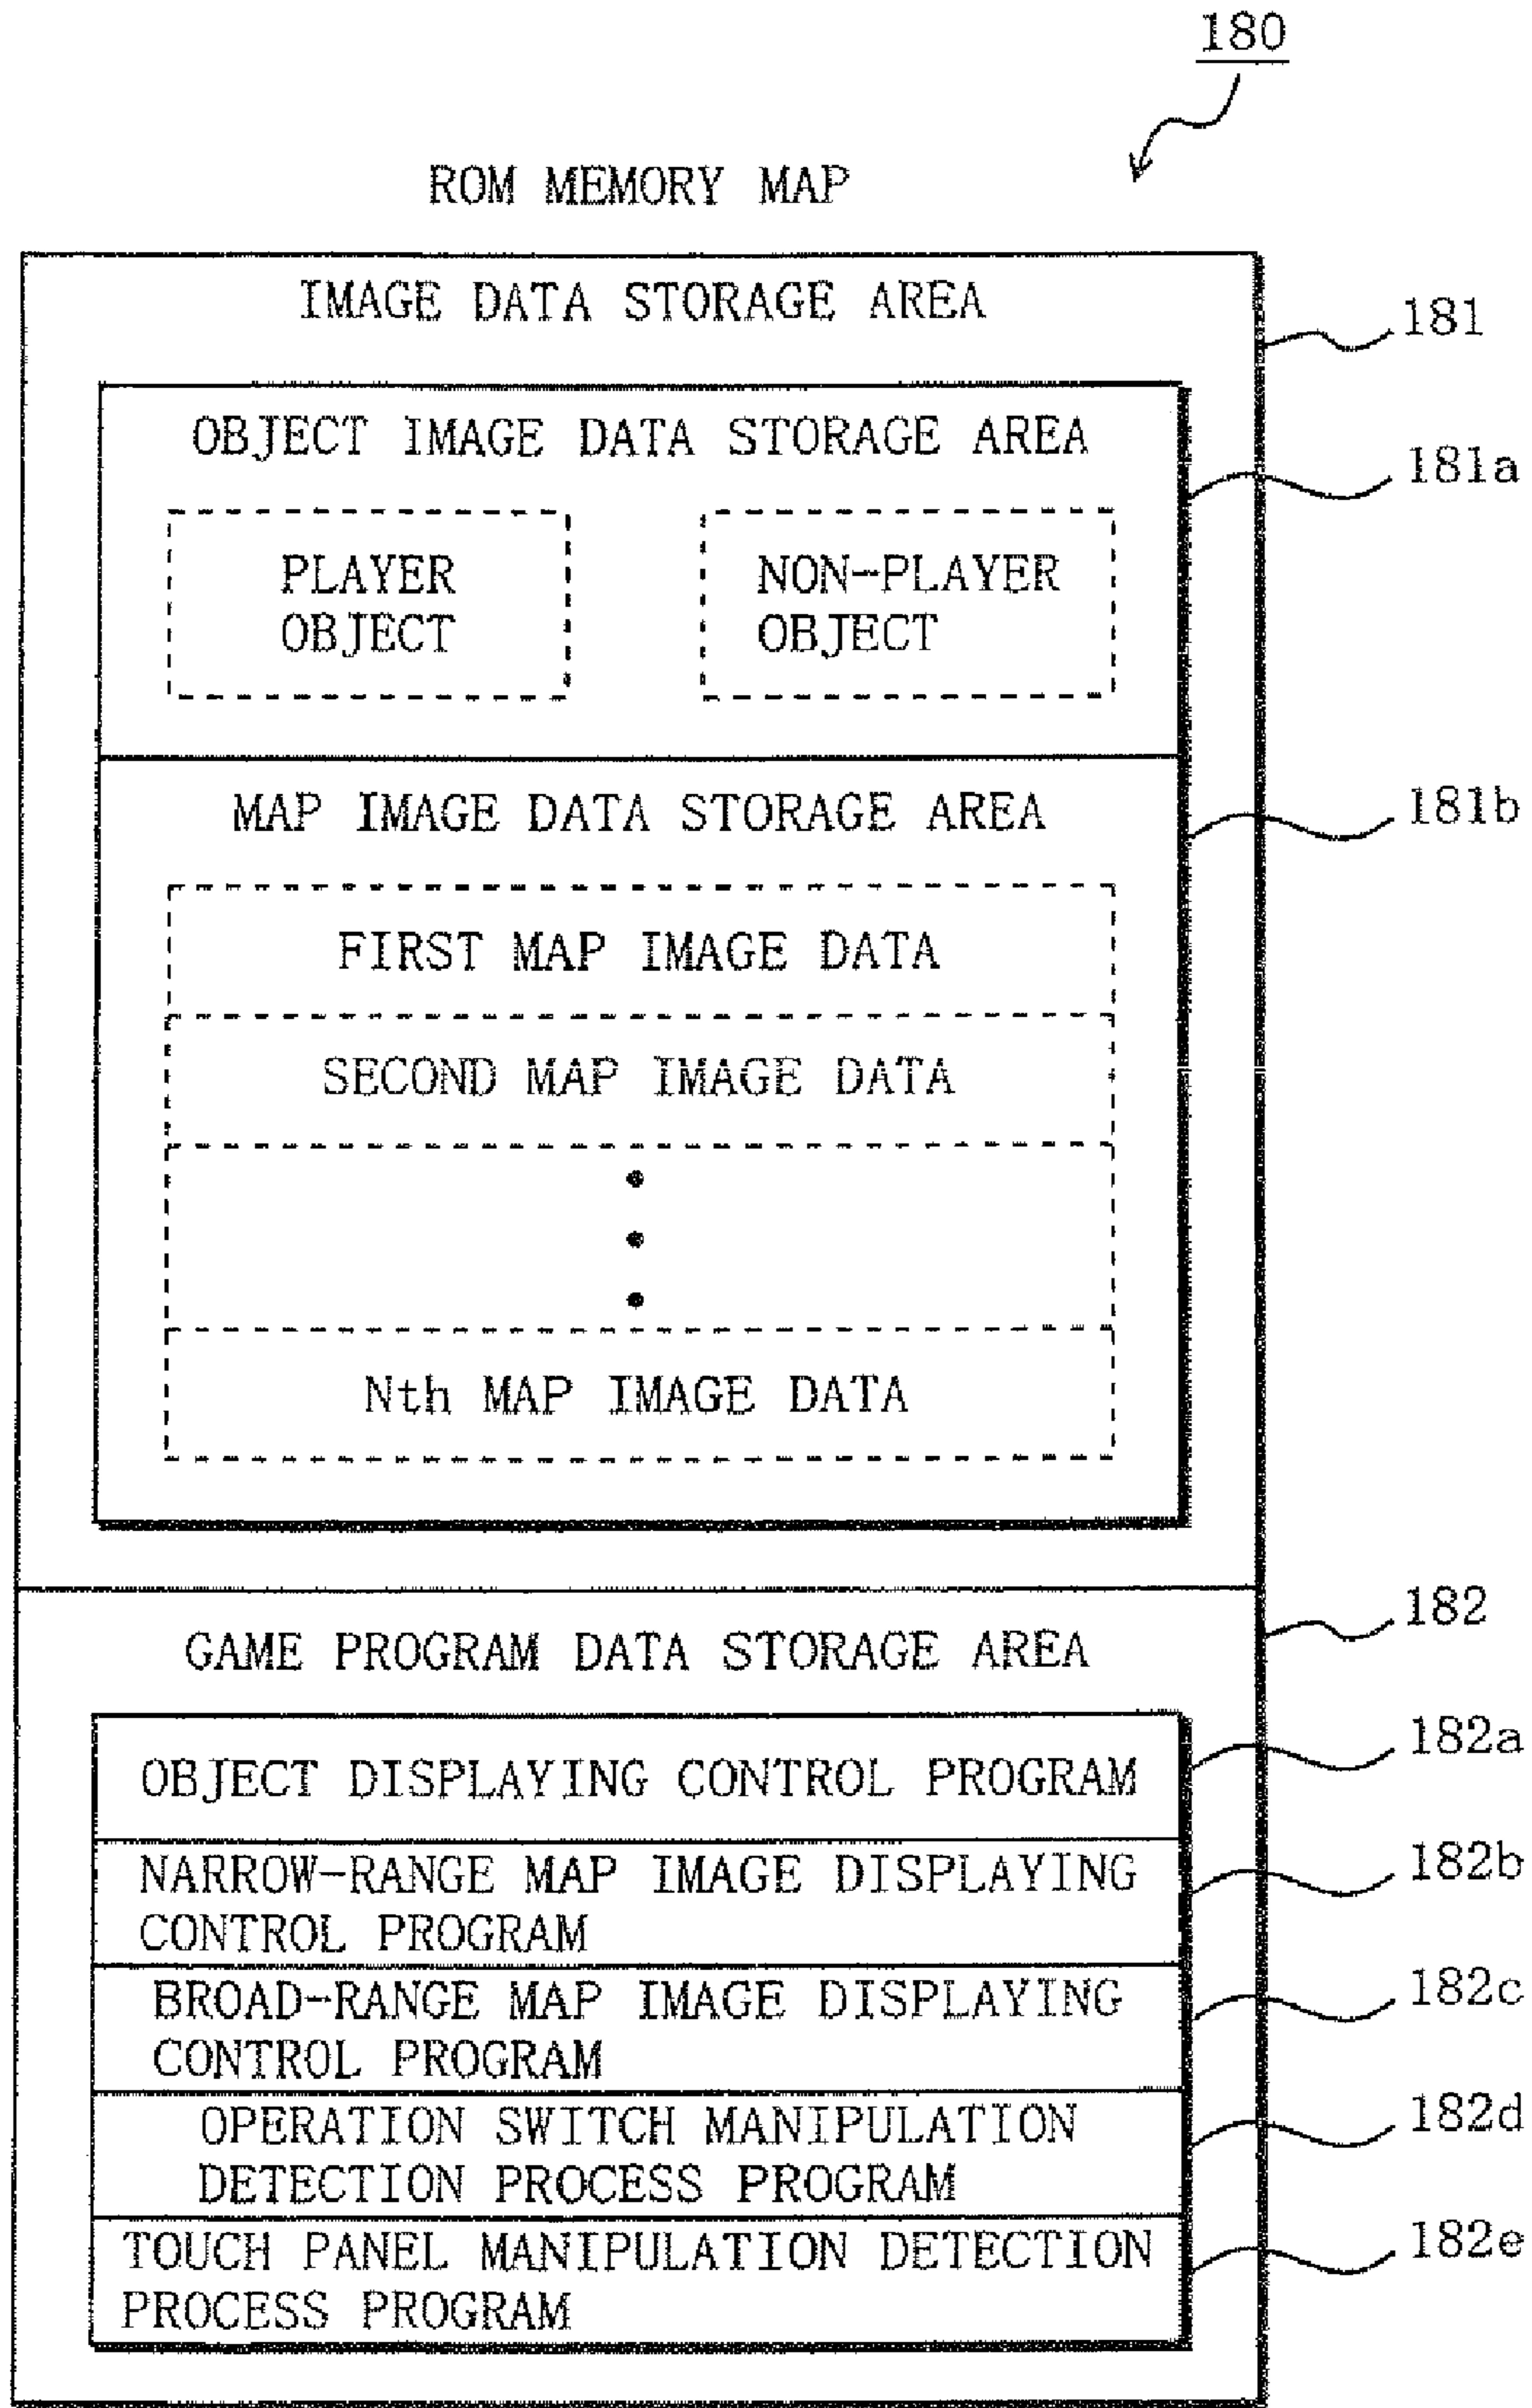 180
ROM MEMORY MAP
IMAGE DATA STORAGE AREA
181
OBJECT IMAGE DATA STORAGE AREA
181a
PLAYER
OBJECT
NON-PLAYER
OBJECT
MAP IMAGE DATA STORAGE AREA
181b
FIRST MAP IMAGE DATA
SECOND MAP IMAGE DATA
Nth MAP IMAGE DATA
182
GAME PROGRAM DATA STORAGE AREA
182a
OBJECT DISPLAYING CONTROL PROGRAM
182b
NARROW-RANGE MAP IMAGE DISPLAYING
CONTROL PROGRAM
182c
BROAD-RANGE MAP IMAGE DISPLAYING
CONTROL PROGRAM
182d
OPERATION SWITCH MANIPULATION
DETECTION PROCESS PROGRAM
182e
TOUCH PANEL MANIPULATION DETECTION
PROCESS PROGRAM